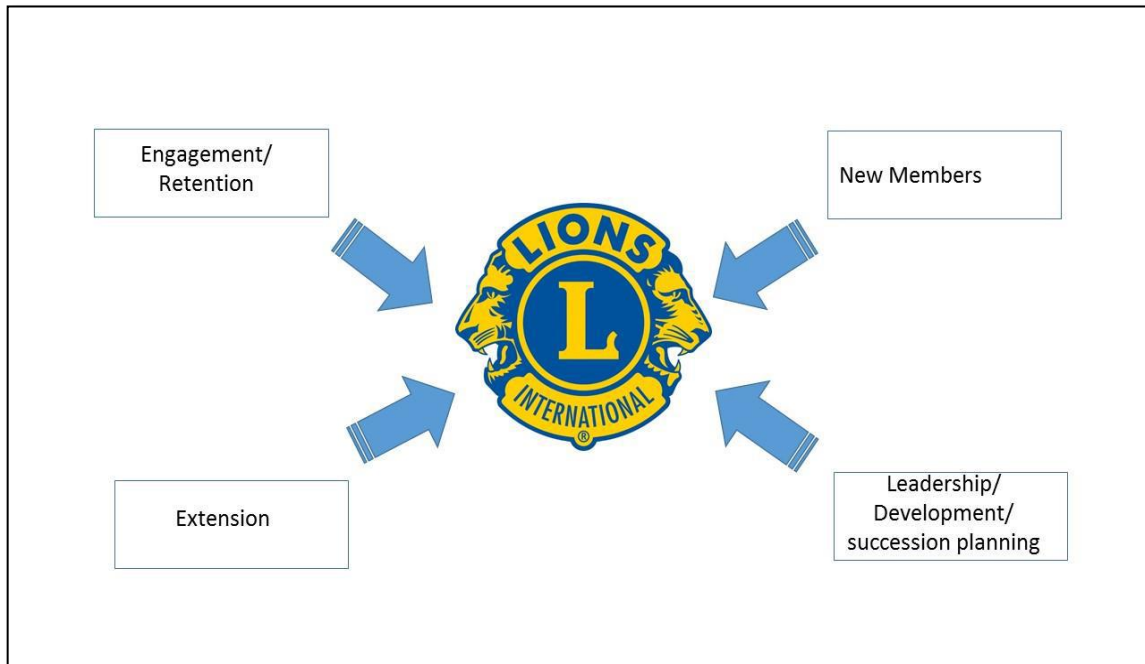 Engagement/
Retention
New Members
LIONS
L
INTERNATIONAL
®
Extension
Leadership/
Development/
succession planning